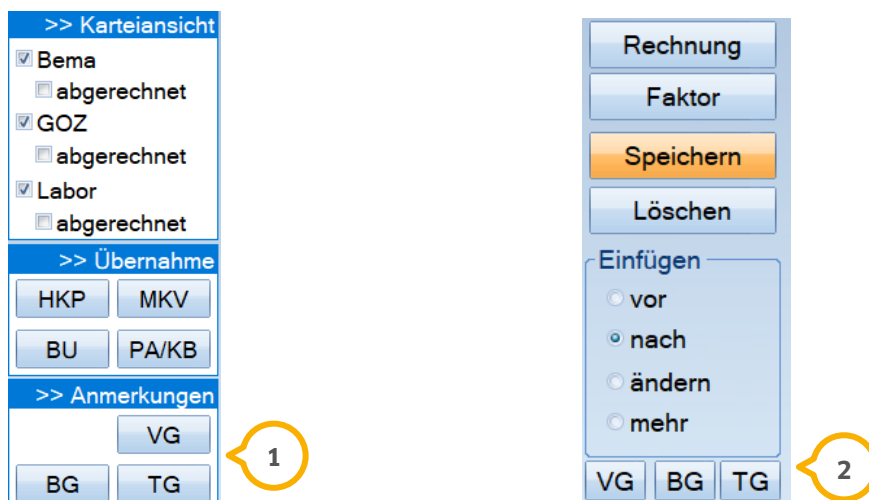 >> Karteiansicht
Bema
abgerechnet
GOZ
abgerechnet
Labor
abgerechnet
>> Übernahme
HKP MKV
BU PA/KB
>> Anmerkungen
VG
BG TG
1
Rechnung
Faktor
Speichern
Löschen
Einfügen
vor
nach
ändern
mehr
VG BG TG
2